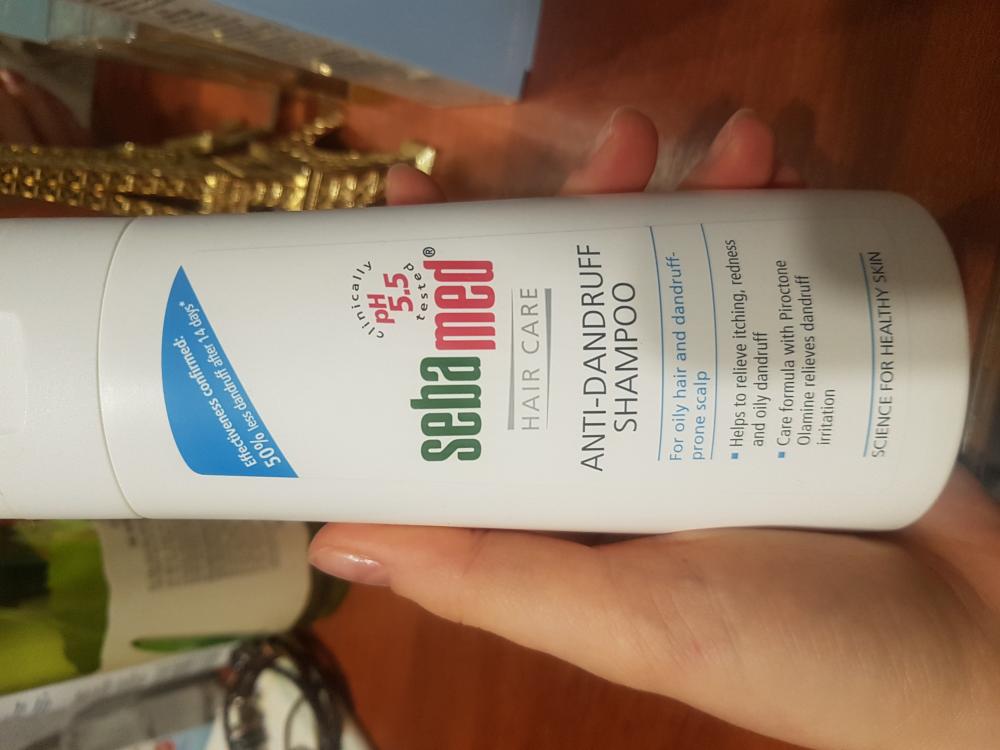 Effectiveness confirmed:
50% less dandruff after 14 days*
clinically
pH
5.5
tested
sebamed®
HAIR CARE
ANTI-DANDRUFF
SHAMPOO
For oily hair and dandruff-
prone scalp
▪ Helps to relieve itching, redness
and oily dandruff
▪ Care formula with Piroctone
Olamine relieves dandruff
irritation
SCIENCE FOR HEALTHY SKIN